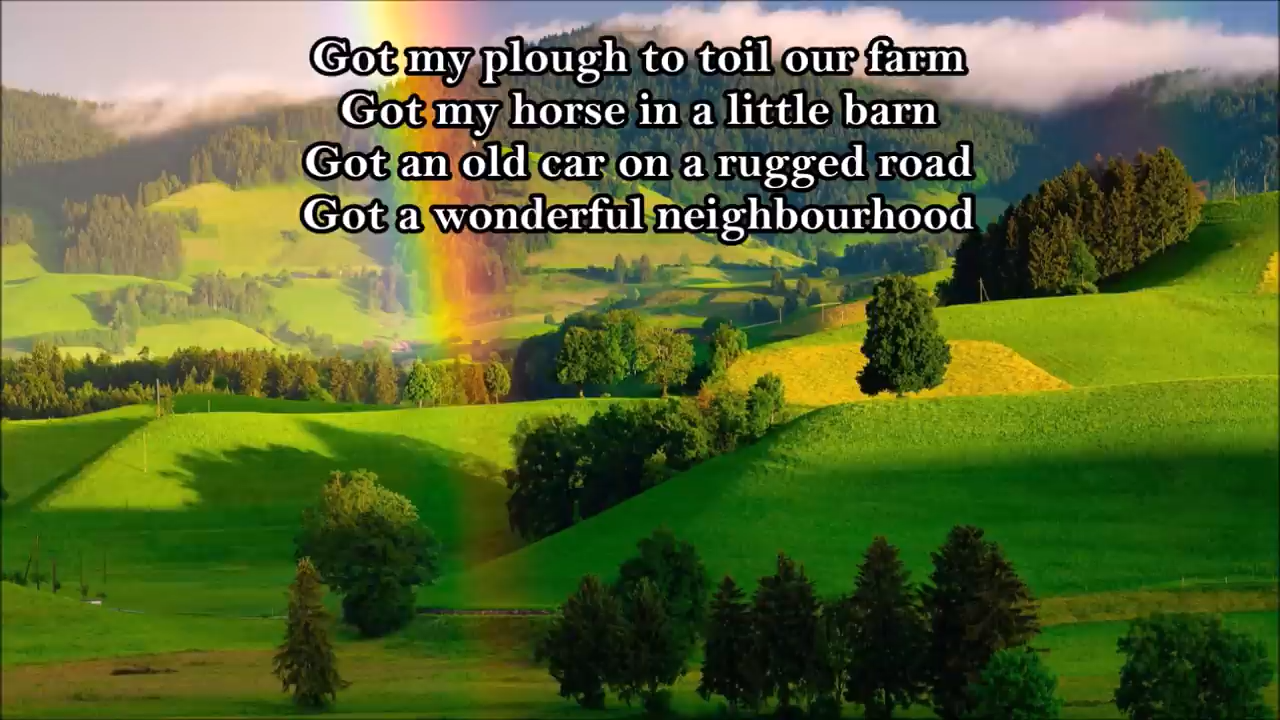 Got my plough to toil our farm
Got my horse in a little barn
Got an old car on a rugged road
Got a wonderful neighbourhood